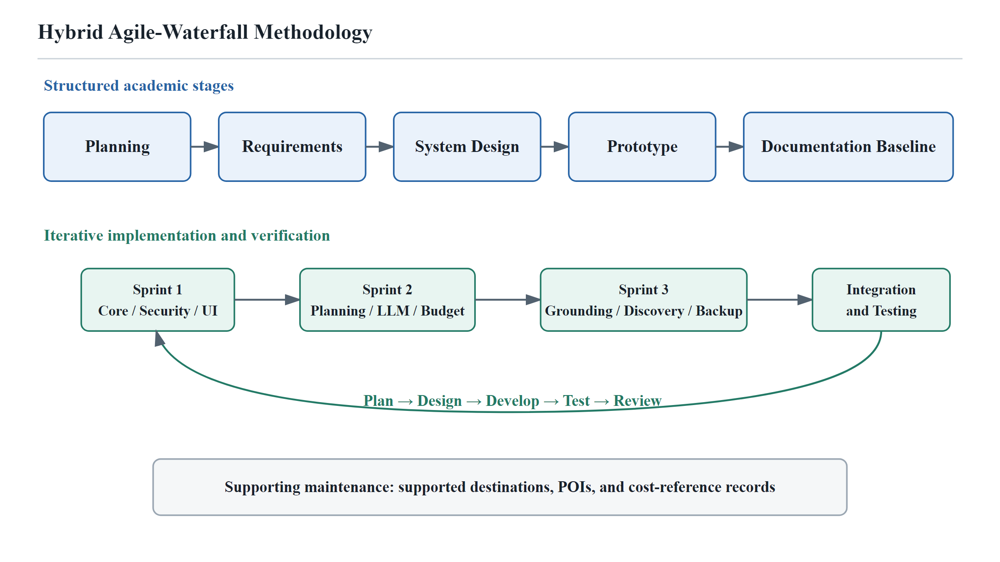 Hybrid Agile-Waterfall Methodology
Structured academic stages
Planning
Requirements
System Design
Prototype
Documentation Baseline
Iterative implementation and verification
Sprint 1
Core / Security / UI
Sprint 2
Planning / LLM / Budget
Sprint 3
Grounding / Discovery / Backup
Integration
and Testing
Plan → Design → Develop → Test → Review
Supporting maintenance: supported destinations, POIs, and cost-reference records